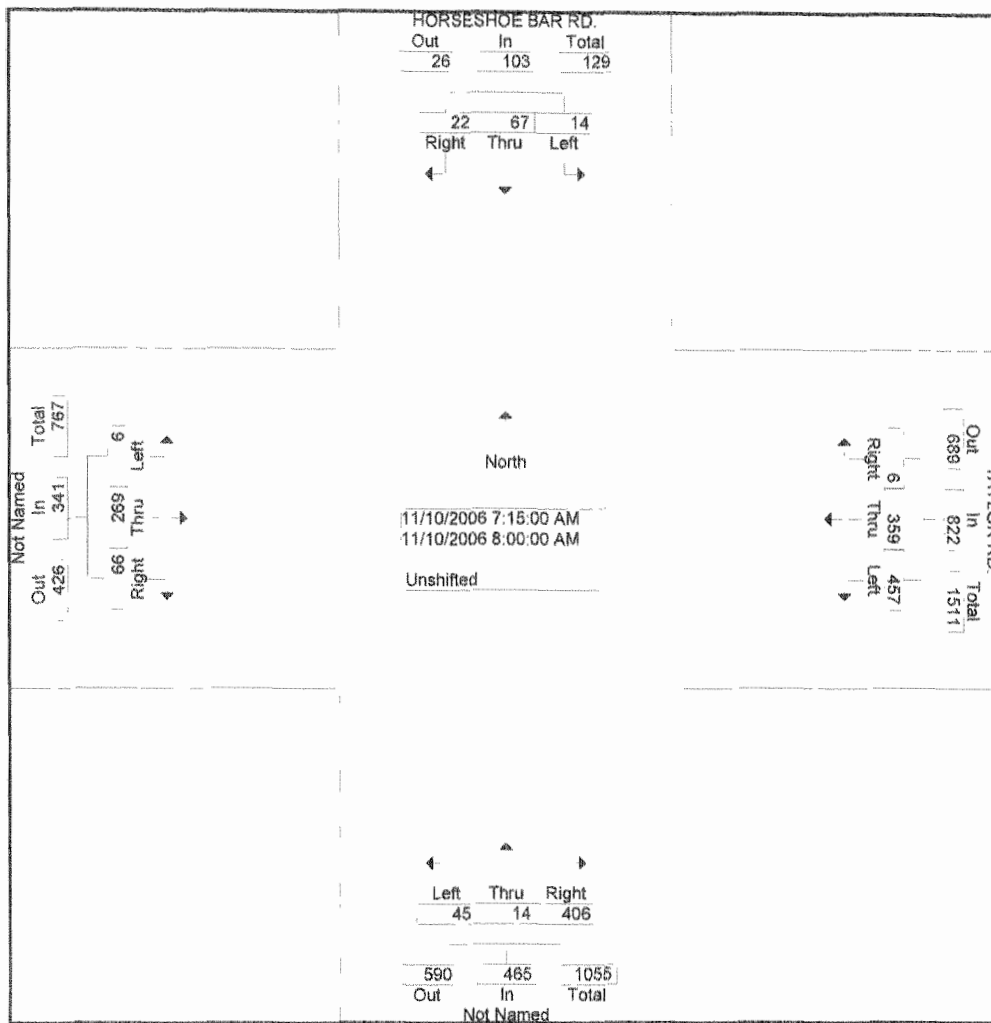 HORSESHOE BAR RD.
Out In Total
26 103 129
22 67 14
Right Thru Left
Total
767
Not Named
In
341
Out
426
6
Left
269
Thru
66
Right
North
11/10/2006 7:15:00 AM
11/10/2006 8:00:00 AM
Unshifted
Right
6
Thru
359
Left
457
Out
689
In
822
Total
1511
RD.
Left Thru Right
45 14 406
590 465 1055
Out In Total
Not Named